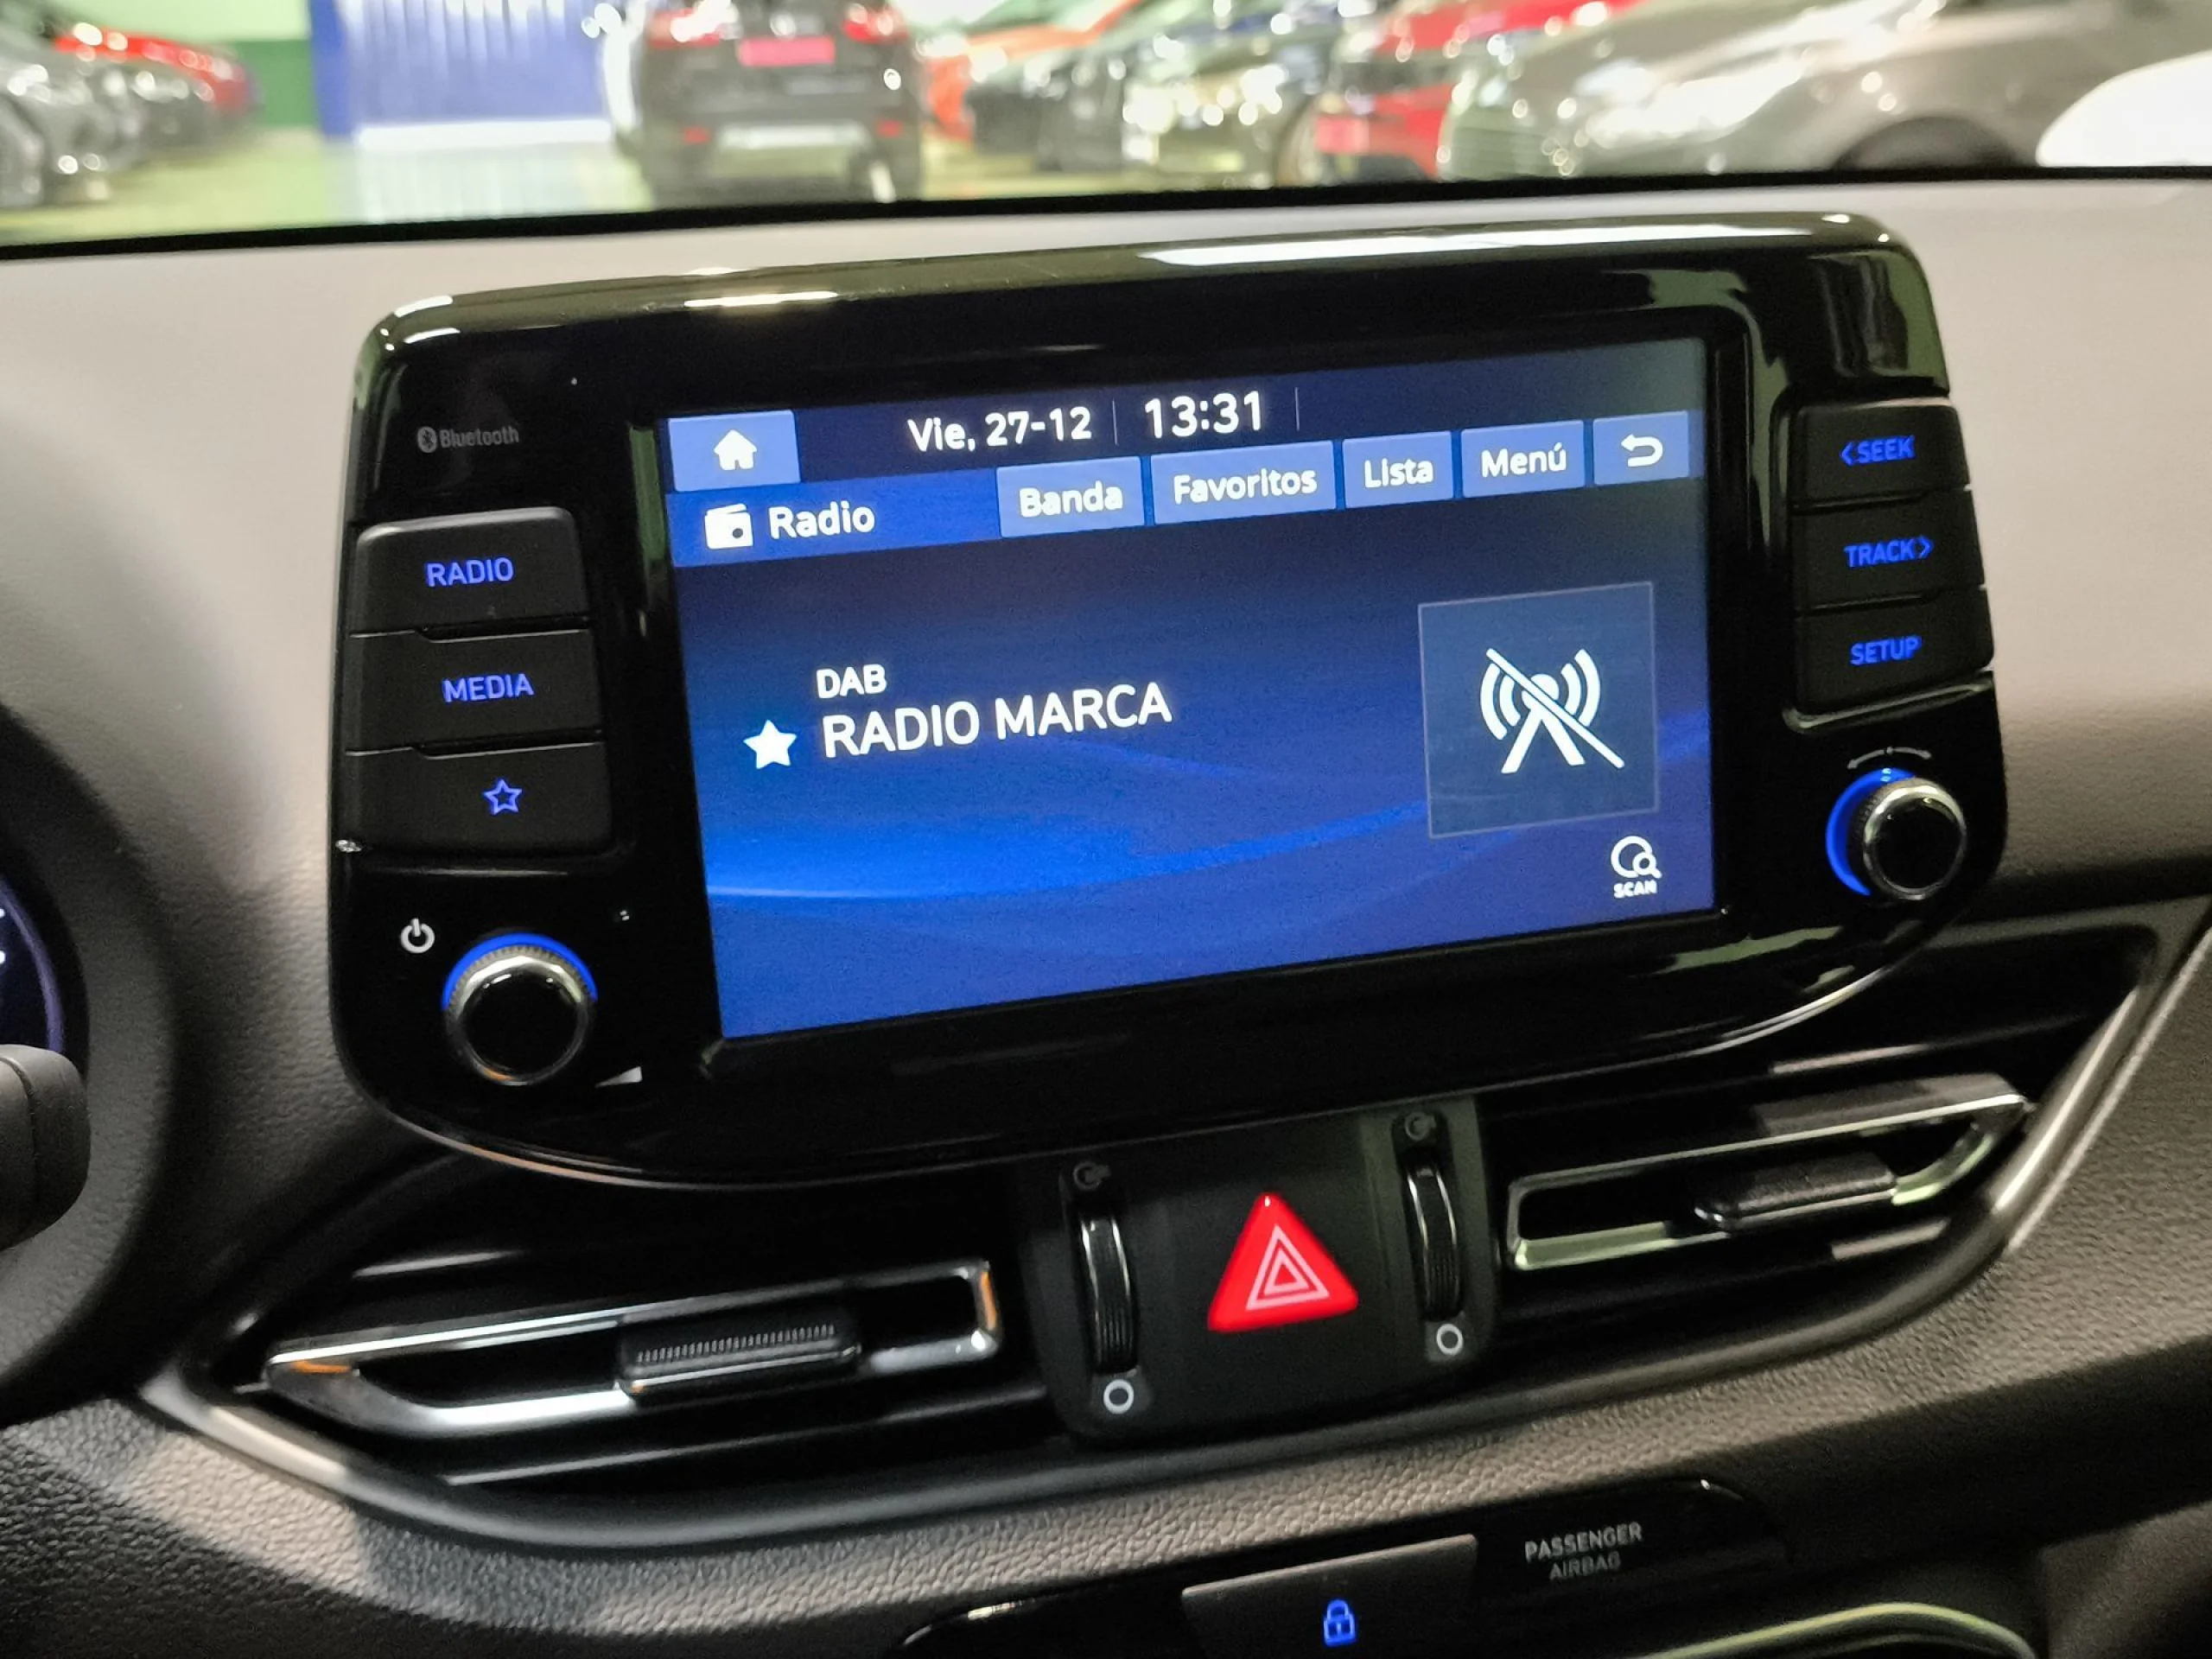 Vie, 27-12 13:31
Bluetooth
Radio Banda Favoritos Lista Menú
<SEEK
RADIO
TRACK>
MEDIA
SETUP
DAB
RADIO MARCA
SCAN
PASSENGER
AIRBAG